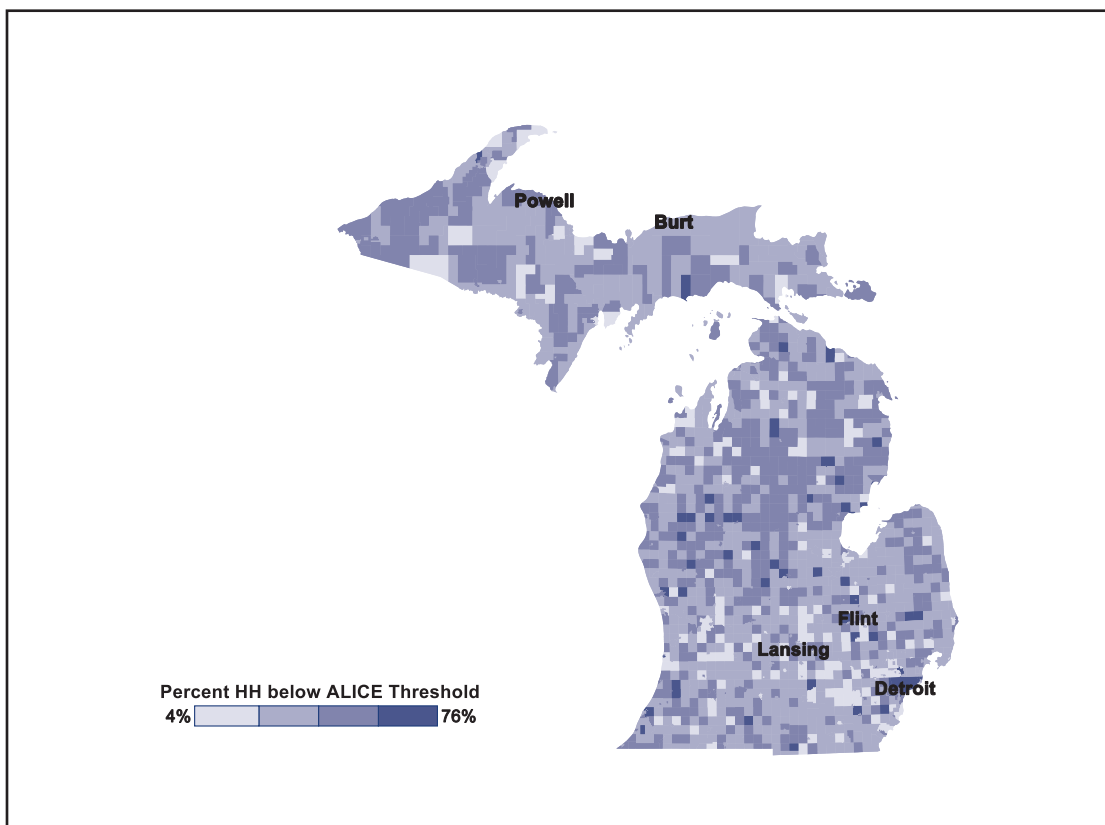 Powell
Burt
Flint
Lansing
Detroit
Percent HH below ALICE Threshold
4% 76%